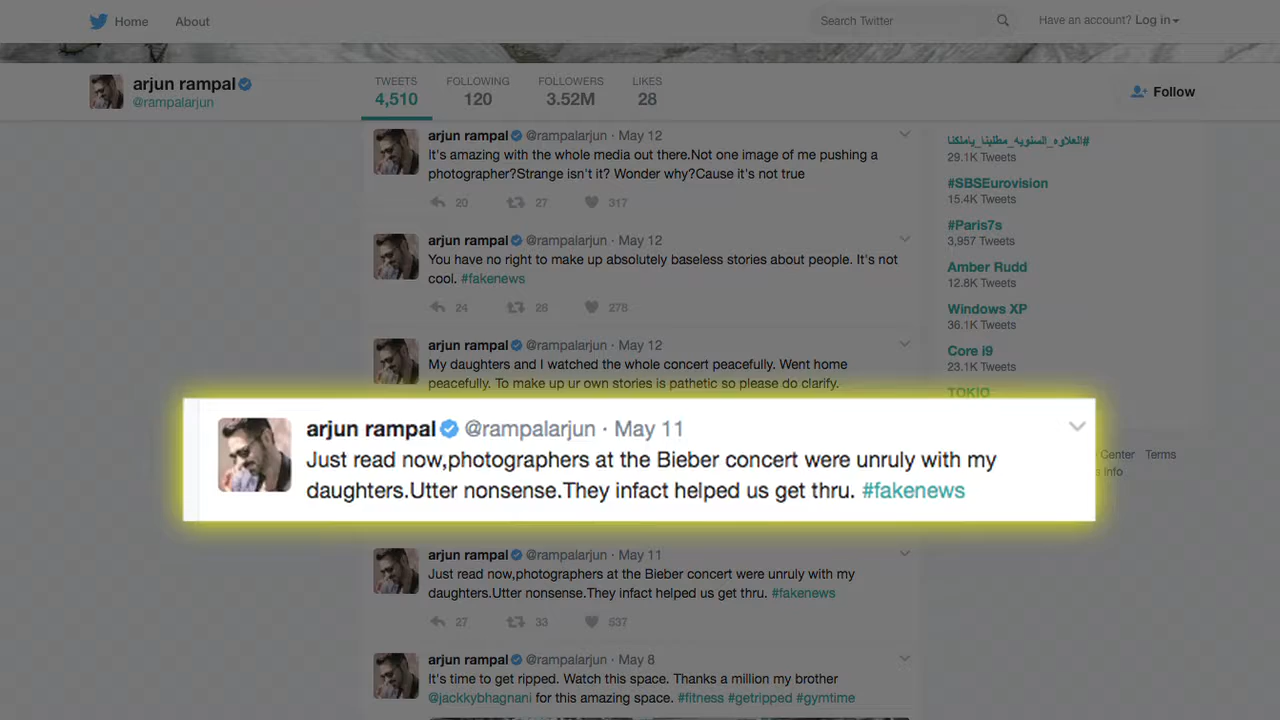 Home About Search Twitter Have an account? Log in
arjun rampal
@rampalarjun
TWEETS FOLLOWING FOLLOWERS LIKES
4,510 120 3.52M 28
Follow
arjun rampal @rampalarjun · May 12
It's amazing with the whole media out there.Not one image of me pushing a
photographer?Strange isn't it? Wonder why?Cause it's not true
20 27 317
arjun rampal @rampalarjun · May 12
You have no right to make up absolutely baseless stories about people. It's not
cool. #fakenews
24 28 278
arjun rampal @rampalarjun · May 12
My daughters and I watched the whole concert peacefully. Went home
peacefully. To make up ur own stories is pathetic so please do clarify.
arjun rampal @rampalarjun · May 11
Just read now,photographers at the Bieber concert were unruly with my
daughters.Utter nonsense.They infact helped us get thru. #fakenews
arjun rampal @rampalarjun · May 11
Just read now,photographers at the Bieber concert were unruly with my
daughters.Utter nonsense.They infact helped us get thru. #fakenews
27 33 537
arjun rampal @rampalarjun · May 8
It's time to get ripped. Watch this space. Thanks a million my brother
@jackkybhagnani for this amazing space. #fitness #getripped #gymtime
#العلاوه_السنويه_مطلبنا_ياملكنا
29.1K Tweets
#SBSEurovision
15.4K Tweets
#Paris7s
3,957 Tweets
Amber Rudd
12.8K Tweets
Windows XP
36.1K Tweets
Core i9
23.1K Tweets
TOKIO
Center Terms
Info